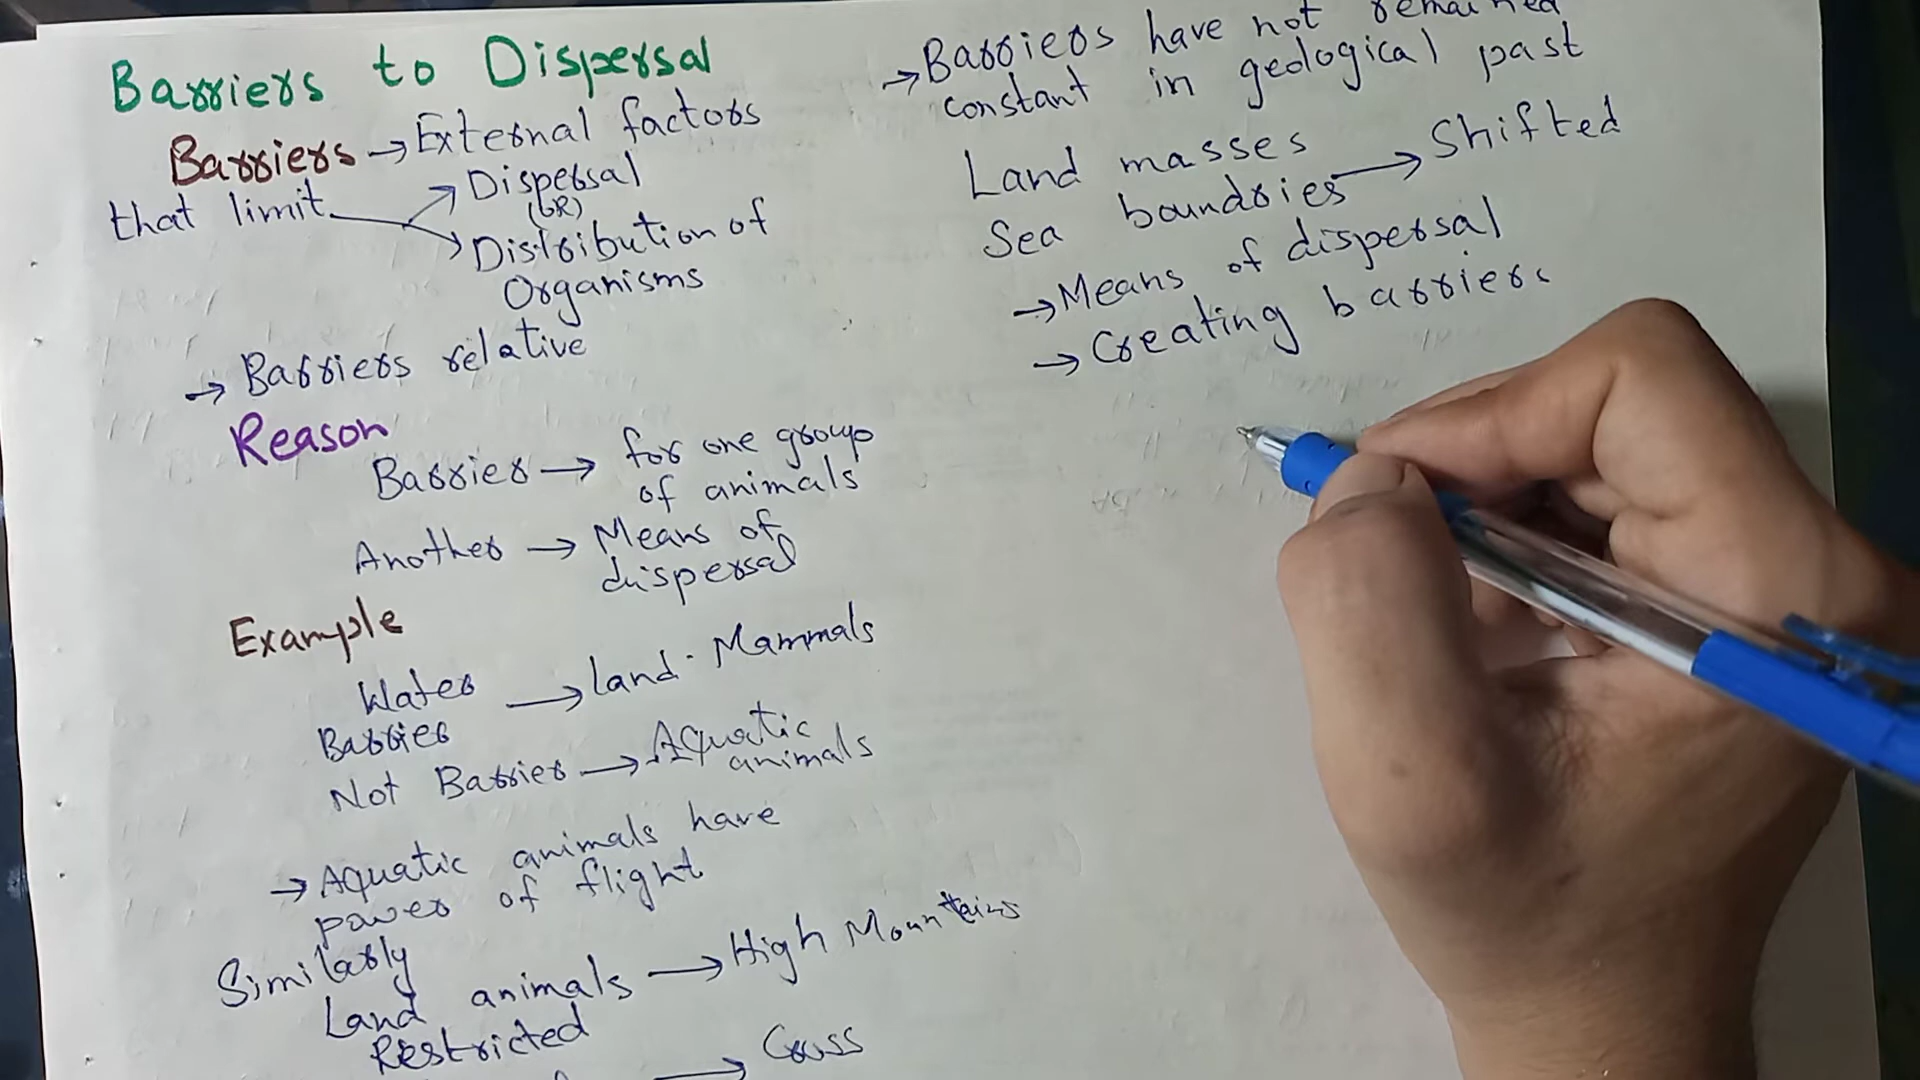 Barriers to Dispersal
Barriers → External factors
that limit → Dispersal
(OR)
→ Distribution of
Organisms
→ Barriers relative
Reason
Barrier → for one group
of animals
Another → Means of
dispersal
Example
Water → Land Mammals
Barrier
Not Barrier → Aquatic
animals
→ Aquatic animals have
power of flight
Similarly
Land animals → High Mountains
Restricted
→ Cross
→ Barriers have not remained
constant in geological past
Land masses
Sea boundries → Shifted
→ Means of dispersal
→ Creating barriers